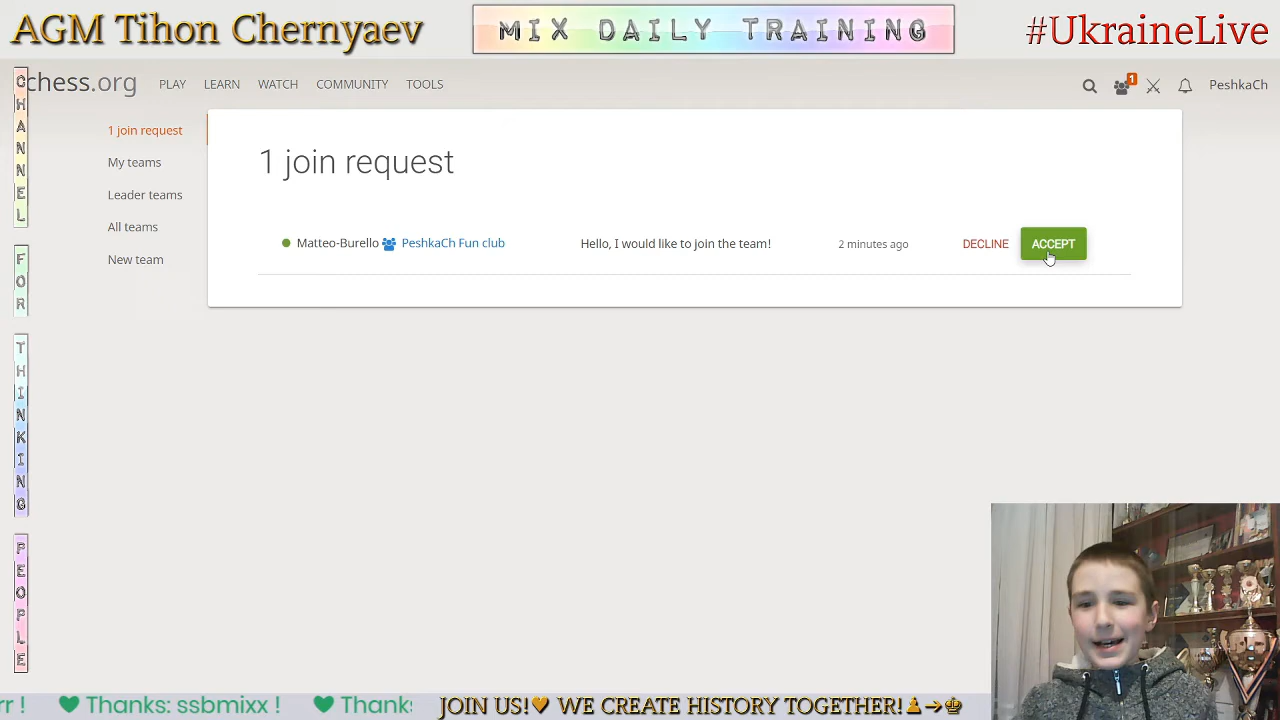 AGM Tihon Chernyaev
MIX DAILY TRAINING
#UkraineLive
chess.org
PLAY
LEARN
WATCH
COMMUNITY
TOOLS
1
PeshkaCh
CHANNEL FOR THINKING PEOPLE
1 join request
My teams
Leader teams
All teams
New team
1 join request
Matteo-Burello PeshkaCh Fun club
Hello, I would like to join the team!
2 minutes ago
DECLINE
ACCEPT
rr ! Thanks: ssbmixx ! Thanks:
JOIN US! WE CREATE HISTORY TOGETHER!